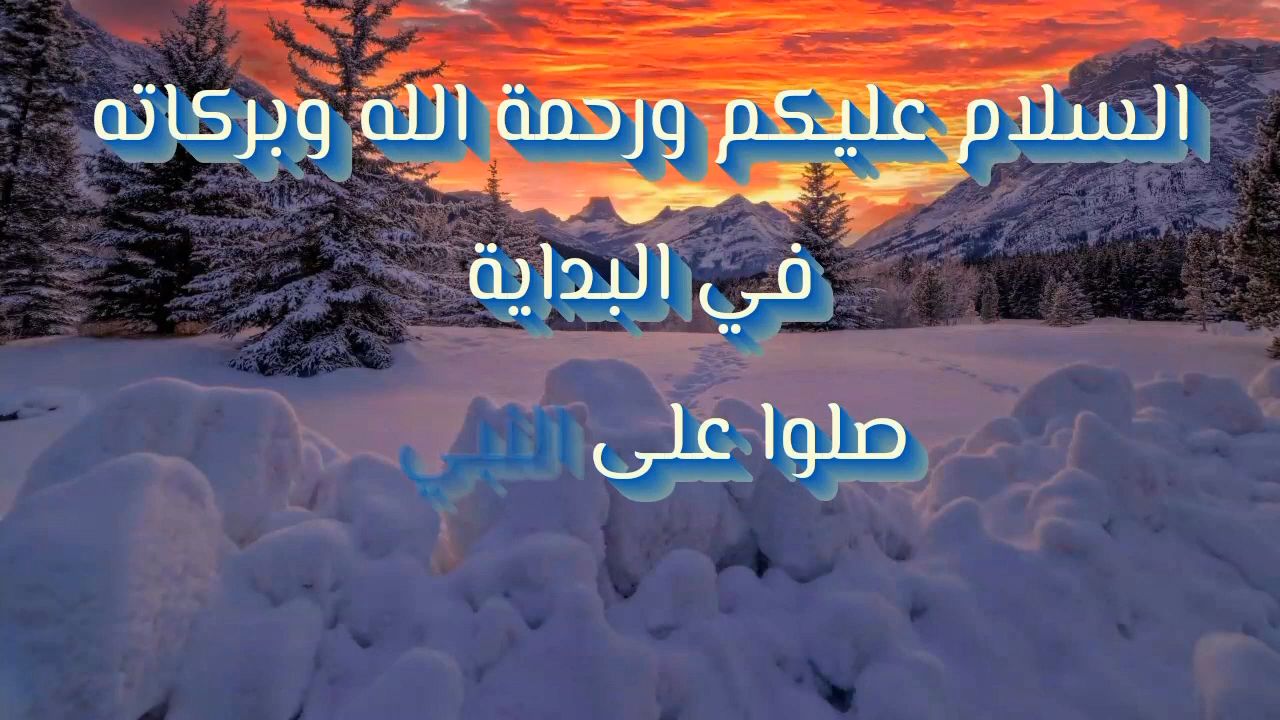 السلام عليكم ورحمة الله وبركاته
في البداية
صلوا على النبي